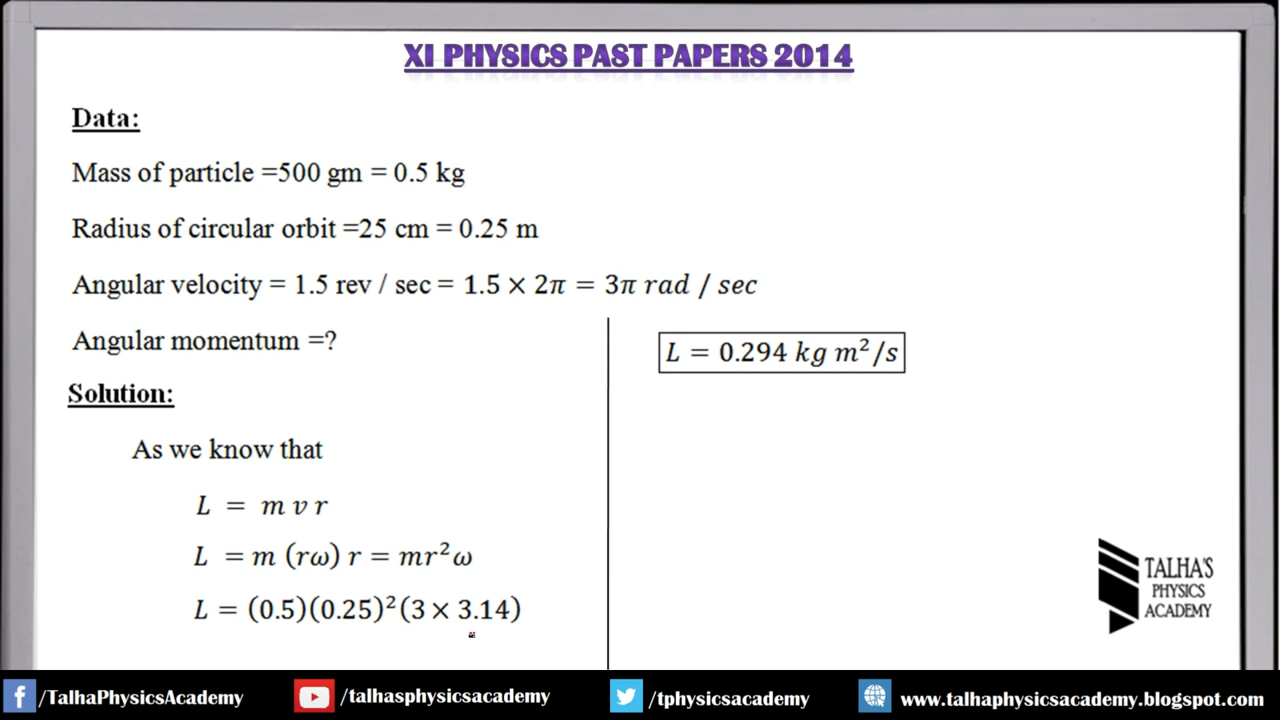 XI PHYSICS PAST PAPERS 2014
Data:
Mass of particle =500 gm = 0.5 kg
Radius of circular orbit =25 cm = 0.25 m
Angular velocity = 1.5 rev / sec = 1.5 × 2π = 3π rad / sec
Angular momentum =?
Solution:
As we know that
L = m v r
L = m (rω) r = mr²ω
L = (0.5)(0.25)²(3 × 3.14)
L = 0.294 kg m²/s
TALHA'S
PHYSICS
ACADEMY
/TalhaPhysicsAcademy
/talhasphysicsacademy
/tphysicsacademy
www.talhaphysicsacademy.blogspot.com